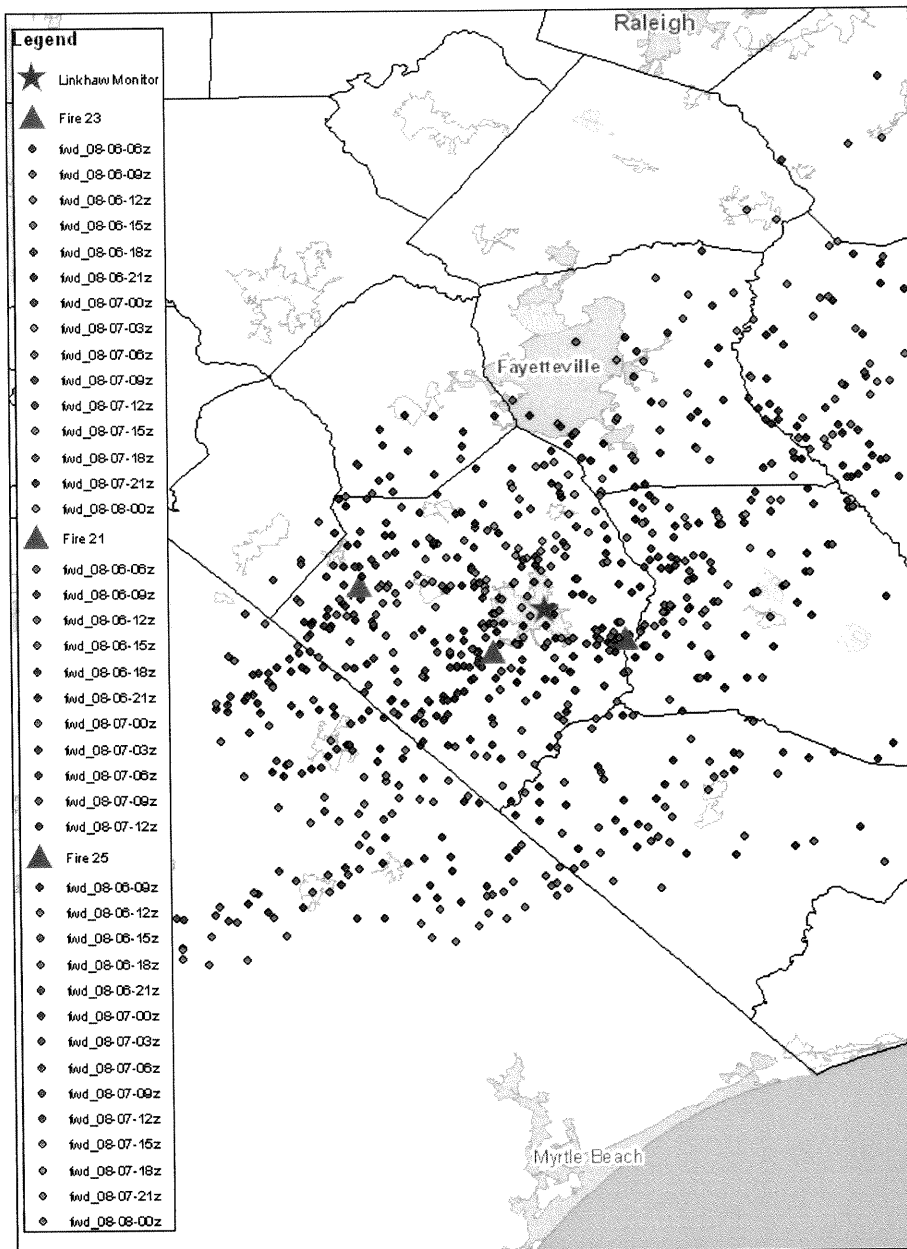 Legend
Linkhaw Monitor
Fire 23
fwd_08-06-06z
fwd_08-06-09z
fwd_08-06-12z
fwd_08-06-15z
fwd_08-06-18z
fwd_08-06-21z
fwd_08-07-00z
fwd_08-07-03z
fwd_08-07-06z
fwd_08-07-09z
fwd_08-07-12z
fwd_08-07-15z
fwd_08-07-18z
fwd_08-07-21z
fwd_08-08-00z
Fire 21
fwd_08-06-06z
fwd_08-06-09z
fwd_08-06-12z
fwd_08-06-15z
fwd_08-06-18z
fwd_08-06-21z
fwd_08-07-00z
fwd_08-07-03z
fwd_08-07-06z
fwd_08-07-09z
fwd_08-07-12z
Fire 25
fwd_08-06-09z
fwd_08-06-12z
fwd_08-06-15z
fwd_08-06-18z
fwd_08-06-21z
fwd_08-07-00z
fwd_08-07-03z
fwd_08-07-06z
fwd_08-07-09z
fwd_08-07-12z
fwd_08-07-15z
fwd_08-07-18z
fwd_08-07-21z
fwd_08-08-00z
Raleigh
Fayetteville
Myrtle Beach